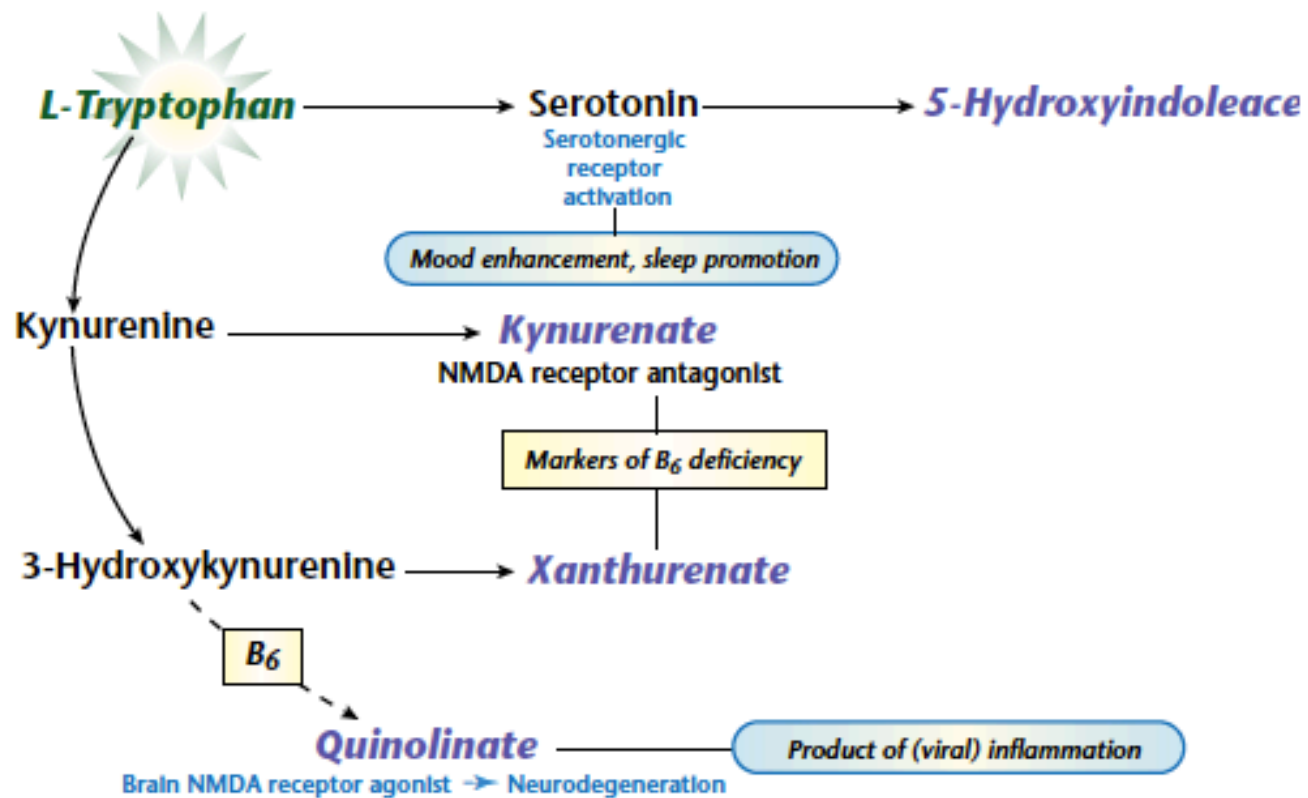 L-Tryptophan
Serotonin
5-Hydroxyindoleace
Serotonergic
receptor
activation
Mood enhancement, sleep promotion
Kynurenine
Kynurenate
NMDA receptor antagonist
Markers of B6 deficiency
3-Hydroxykynurenine
Xanthurenate
B6
Quinolinate
Product of (viral) inflammation
Brain NMDA receptor agonist ➛ Neurodegeneration